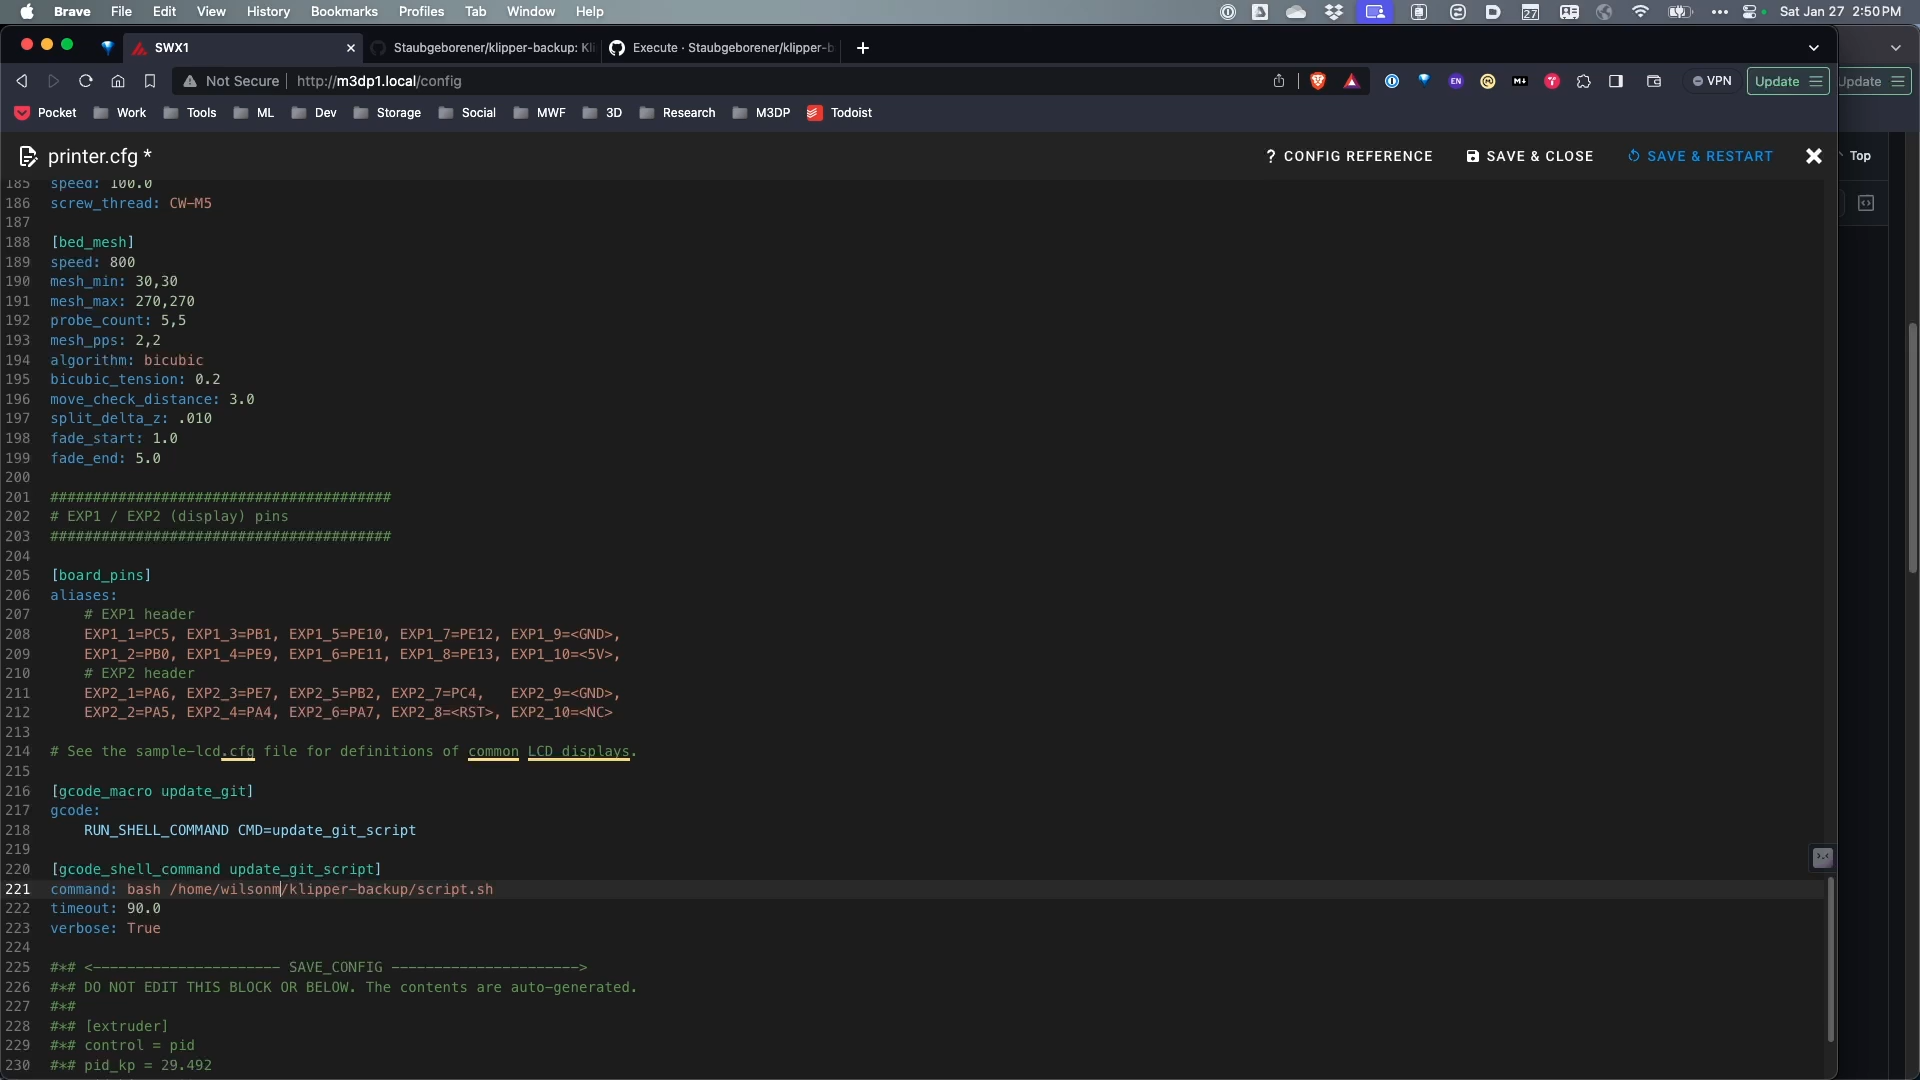 Brave File Edit View History Bookmarks Profiles Tab Window Help 27 Sat Jan 27 2:50 PM
SWX1 Staubgeborener/klipper-backup: Kli Execute · Staubgeborener/klipper-b
Not Secure http://m3dp1.local/config EN VPN Update Update
Pocket Work Tools ML Dev Storage Social MWF 3D Research M3DP Todoist
printer.cfg * ? CONFIG REFERENCE SAVE & CLOSE SAVE & RESTART Top
185 speed: 100.0
186 screw_thread: CW-M5
187
188 [bed_mesh]
189 speed: 800
190 mesh_min: 30,30
191 mesh_max: 270,270
192 probe_count: 5,5
193 mesh_pps: 2,2
194 algorithm: bicubic
195 bicubic_tension: 0.2
196 move_check_distance: 3.0
197 split_delta_z: .010
198 fade_start: 1.0
199 fade_end: 5.0
200
201 ########################################
202 # EXP1 / EXP2 (display) pins
203 ########################################
204
205 [board_pins]
206 aliases:
207 # EXP1 header
208 EXP1_1=PC5, EXP1_3=PB1, EXP1_5=PE10, EXP1_7=PE12, EXP1_9=<GND>,
209 EXP1_2=PB0, EXP1_4=PE9, EXP1_6=PE11, EXP1_8=PE13, EXP1_10=<5V>,
210 # EXP2 header
211 EXP2_1=PA6, EXP2_3=PE7, EXP2_5=PB2, EXP2_7=PC4, EXP2_9=<GND>,
212 EXP2_2=PA5, EXP2_4=PA4, EXP2_6=PA7, EXP2_8=<RST>, EXP2_10=<NC>
213
214 # See the sample-lcd.cfg file for definitions of common LCD displays.
215
216 [gcode_macro update_git]
217 gcode:
218 RUN_SHELL_COMMAND CMD=update_git_script
219
220 [gcode_shell_command update_git_script]
221 command: bash /home/wilsonm/klipper-backup/script.sh
222 timeout: 90.0
223 verbose: True
224
225 #*# <---------------------- SAVE_CONFIG ---------------------->
226 #*# DO NOT EDIT THIS BLOCK OR BELOW. The contents are auto-generated.
227 #*#
228 #*# [extruder]
229 #*# control = pid
230 #*# pid_kp = 29.492